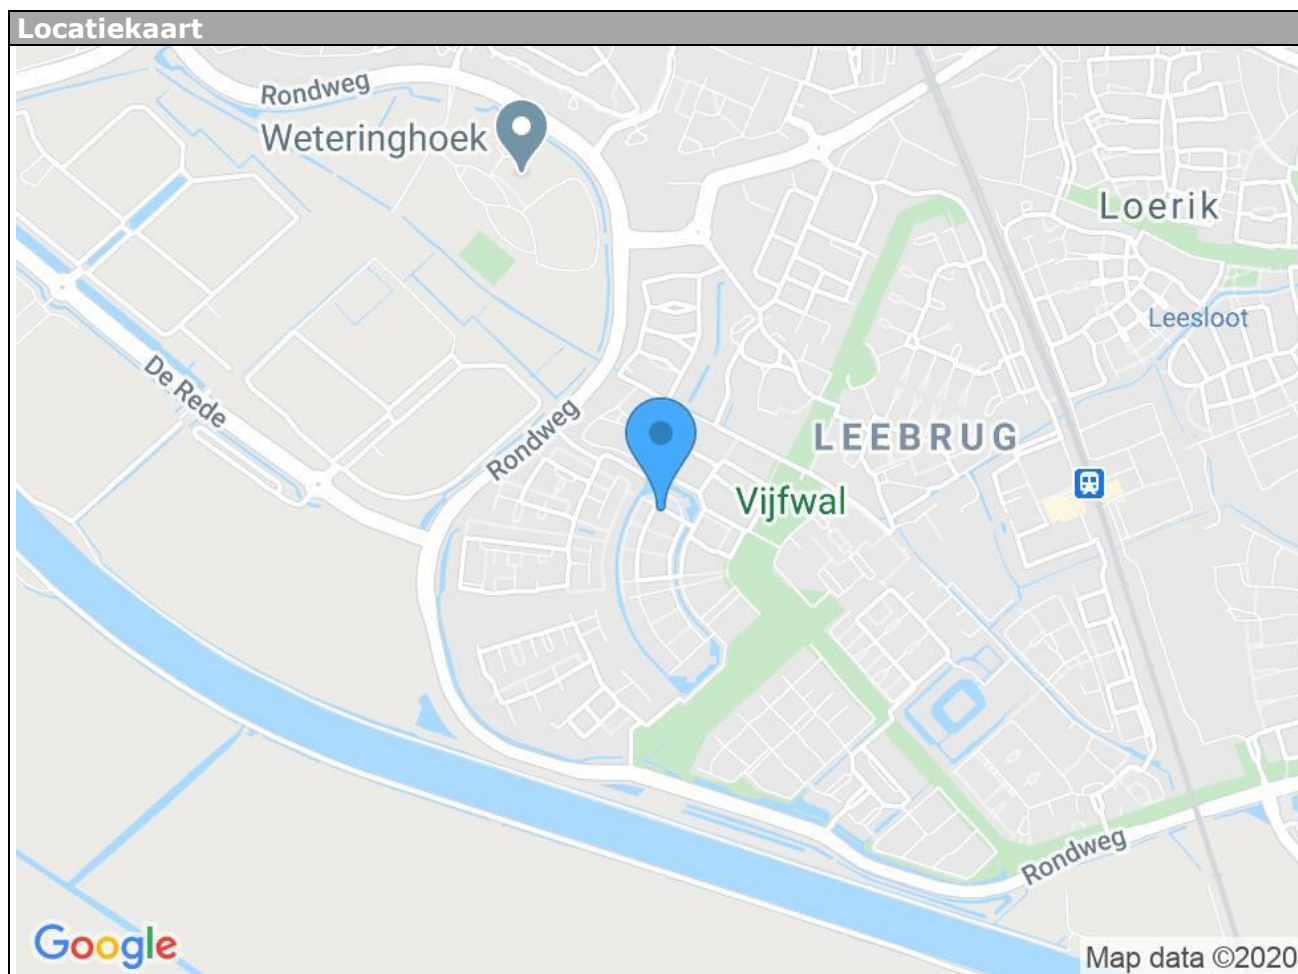 Locatiekaart
Rondweg
Weteringhoek
Loerik
Leesloot
De Rede
Rondweg
LEEBRUG
Vijfwal
Rondweg
Google
Map data ©2020